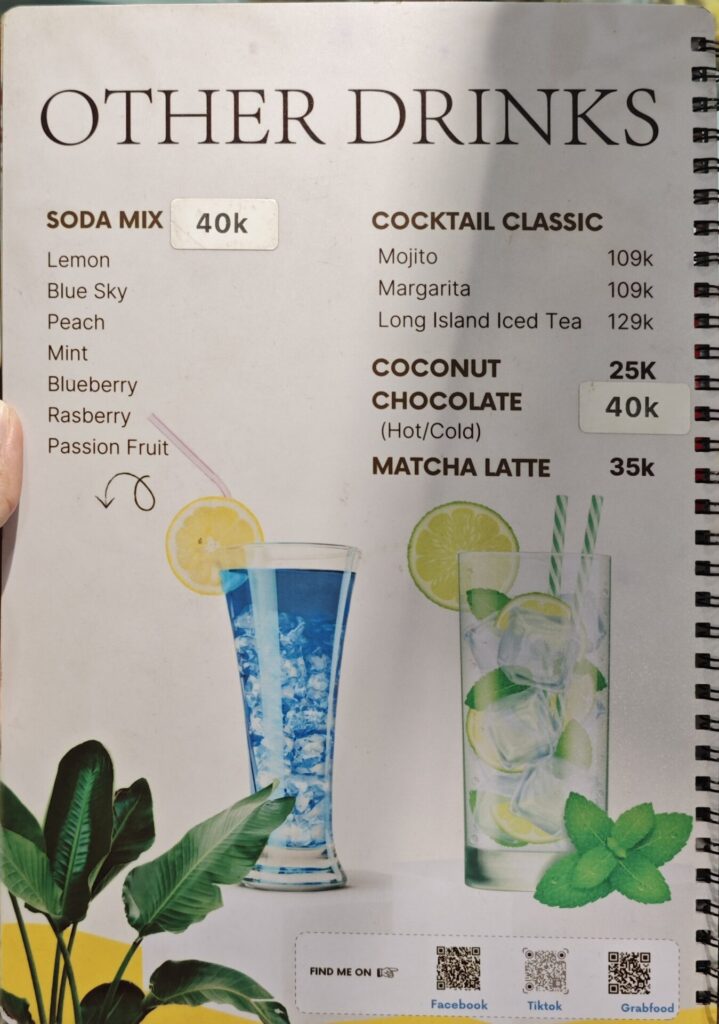 OTHER DRINKS
SODA MIX 40k
Lemon
Blue Sky
Peach
Mint
Blueberry
Rasberry
Passion Fruit
COCKTAIL CLASSIC
Mojito 109k
Margarita 109k
Long Island Iced Tea 129k
COCONUT 25K
CHOCOLATE 40k
(Hot/Cold)
MATCHA LATTE 35k
FIND ME ON
Facebook
Tiktok
Grabfood